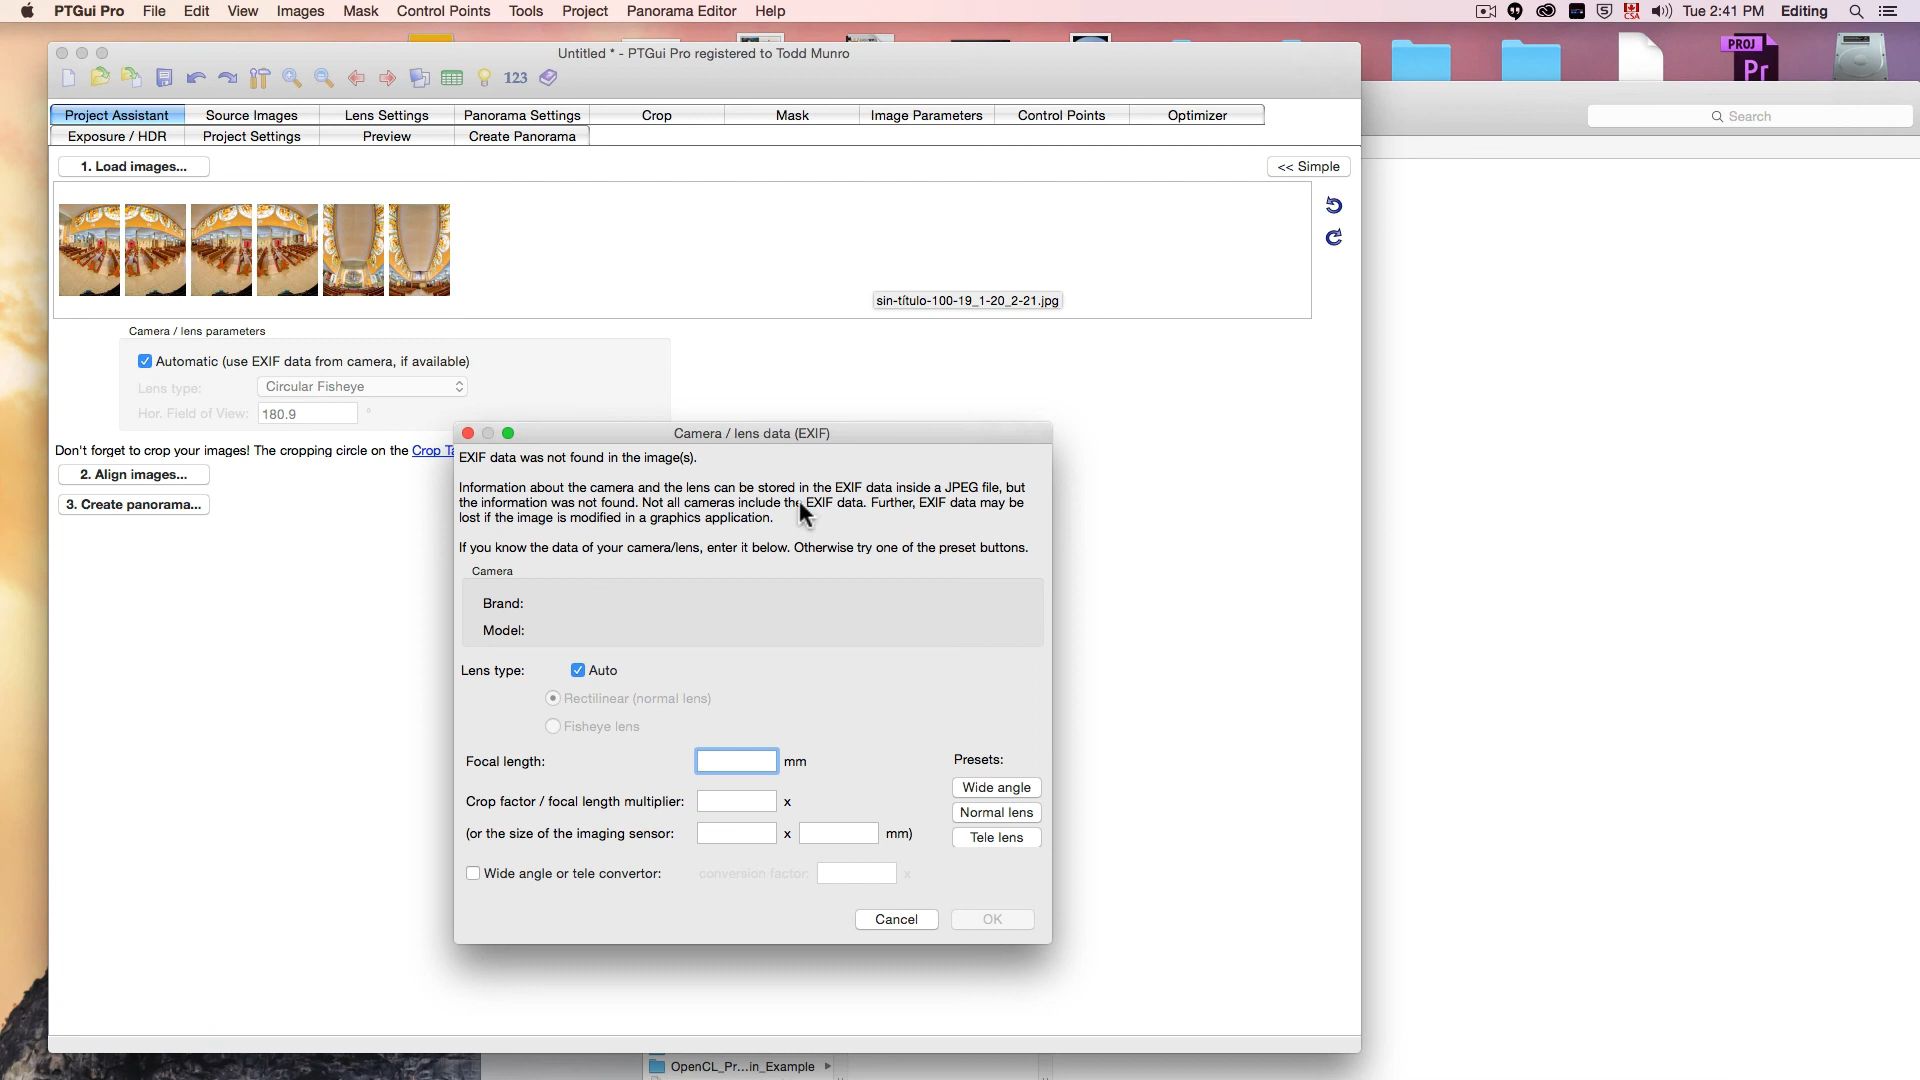 PTGui Pro File Edit View Images Mask Control Points Tools Project Panorama Editor Help
CSA Tue 2:41 PM Editing
Untitled * - PTGui Pro registered to Todd Munro
PROJ
Pr
123
Project Assistant Source Images Lens Settings Panorama Settings Crop Mask Image Parameters Control Points Optimizer
Search
Exposure / HDR Project Settings Preview Create Panorama
1. Load images... << Simple
sin-título-100-19_1-20_2-21.jpg
Camera / lens parameters
Automatic (use EXIF data from camera, if available)
Lens type: Circular Fisheye
Hor. Field of View: 180.9 °
Don't forget to crop your images! The cropping circle on the Crop
2. Align images...
3. Create panorama...
Camera / lens data (EXIF)
EXIF data was not found in the image(s).
Information about the camera and the lens can be stored in the EXIF data inside a JPEG file, but
the information was not found. Not all cameras include the EXIF data. Further, EXIF data may be
lost if the image is modified in a graphics application.
If you know the data of your camera/lens, enter it below. Otherwise try one of the preset buttons.
Camera
Brand:
Model:
Lens type: Auto
Rectilinear (normal lens)
Fisheye lens
Focal length: mm Presets:
Wide angle
Crop factor / focal length multiplier: x Normal lens
(or the size of the imaging sensor: x mm) Tele lens
Wide angle or tele convertor: conversion factor: x
Cancel OK
OpenCL_Pr...in_Example